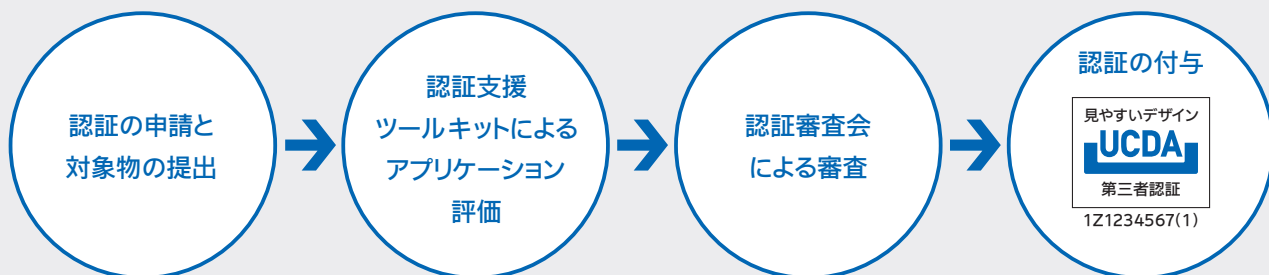 認証の申請と
対象物の提出
認証支援
ツールキットによる
アプリケーション
評価
認証審査会
による審査
認証の付与
見やすいデザイン
UCDA
第三者認証
1Z1234567(1)